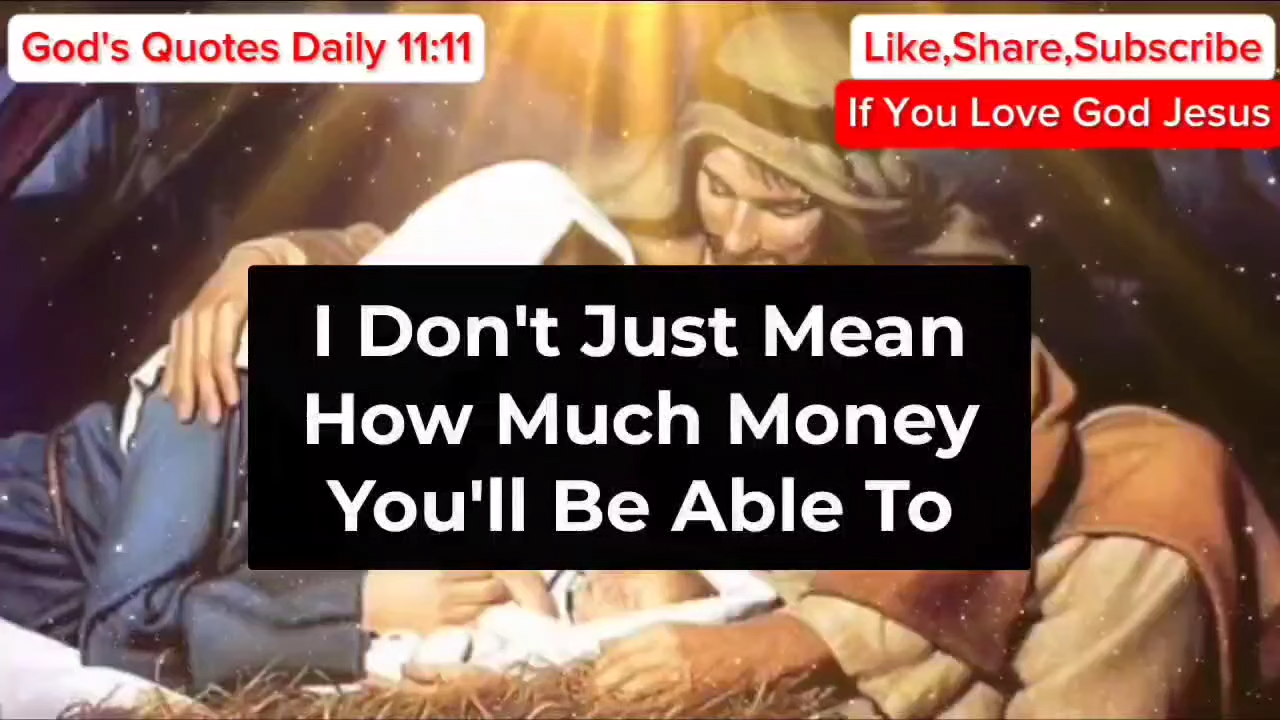 God's Quotes Daily 11:11
Like,Share,Subscribe
If You Love God Jesus
I Don't Just Mean
How Much Money
You'll Be Able To